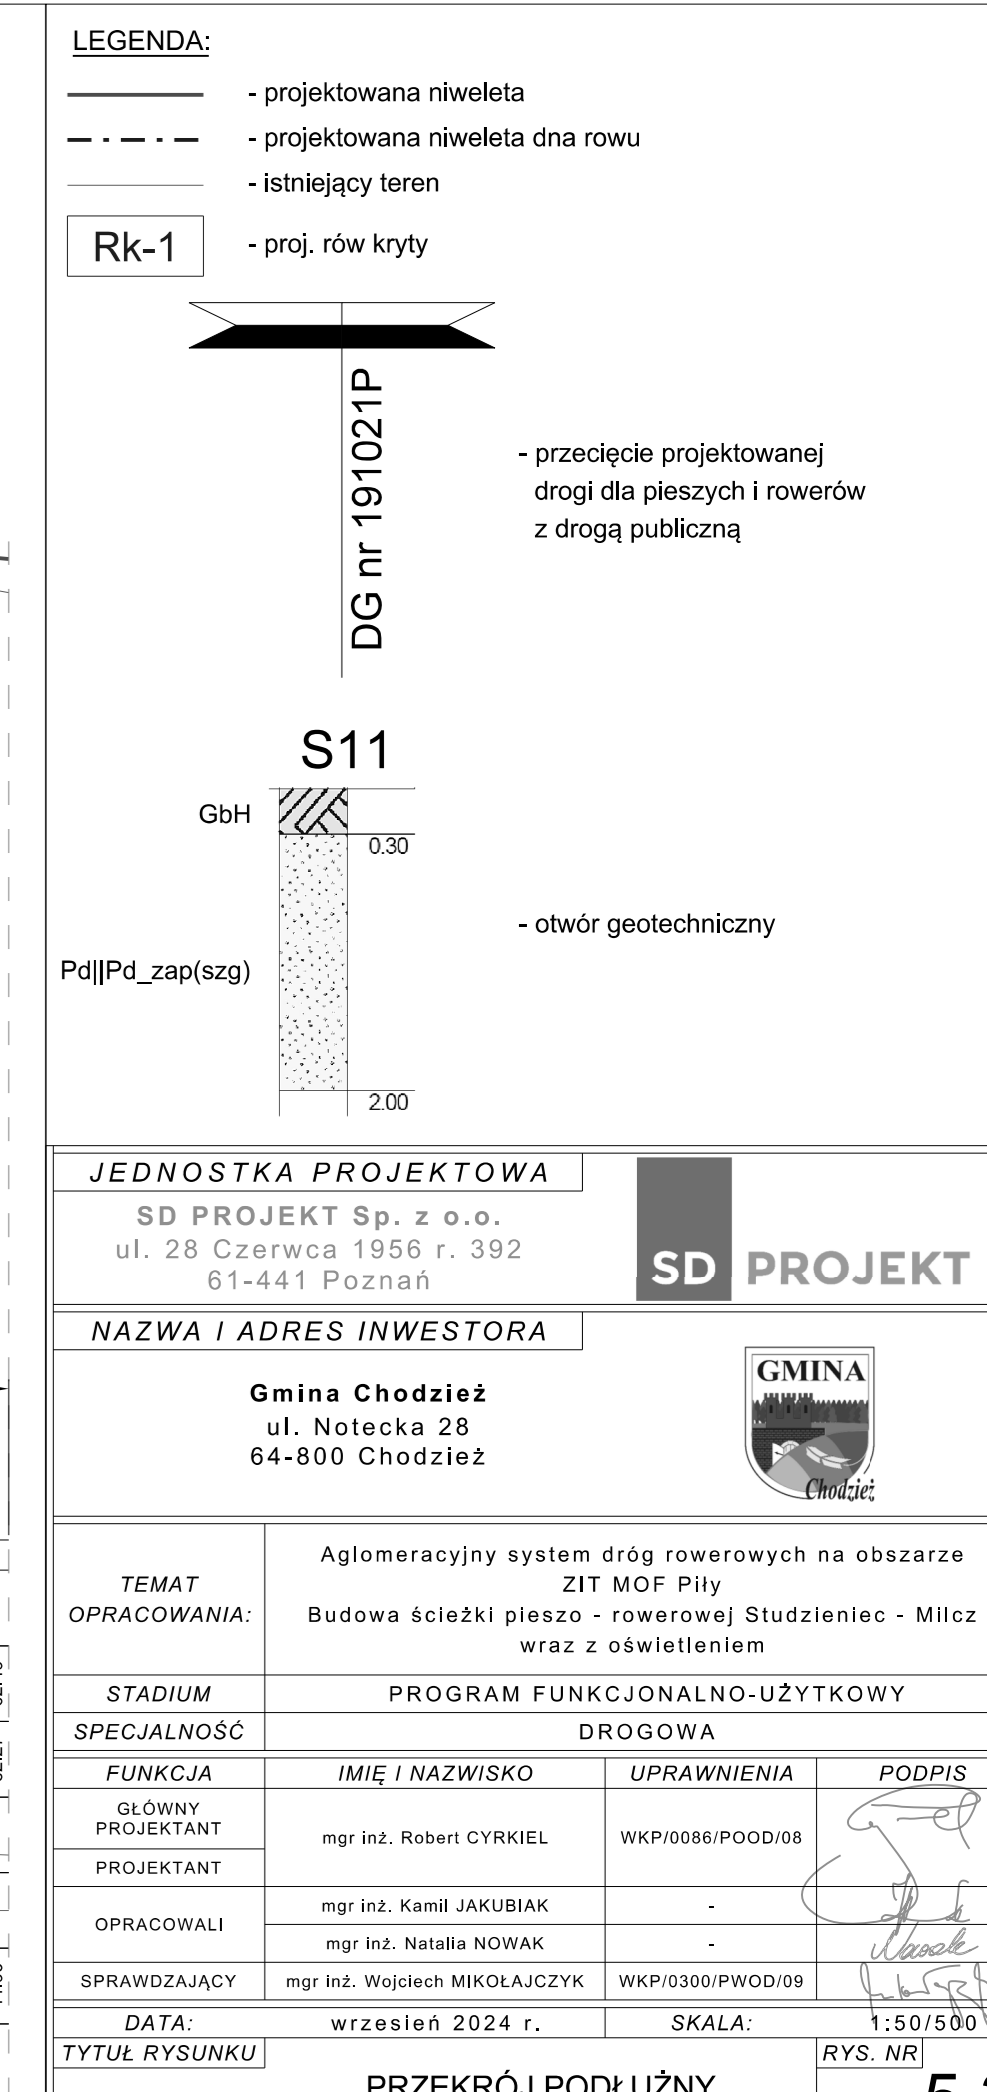 LEGENDA:
- projektowana niweleta
- projektowana niweleta dna rowu
- istniejący teren
Rk-1
- proj. rów kryty
DG nr 191021P
- przecięcie projektowanej
drogi dla pieszych i rowerów
z drogą publiczną
S11
GbH
0.30
- otwór geotechniczny
Pd||Pd_zap(szg)
2.00
JEDNOSTKA PROJEKTOWA
SD PROJEKT Sp. z o.o.
ul. 28 Czerwca 1956 r. 392
61-441 Poznań
SD PROJEKT
NAZWA I ADRES INWESTORA
Gmina Chodzież
ul. Notecka 28
64-800 Chodzież
GMINA
Chodzież
TEMAT
OPRACOWANIA:
Aglomeracyjny system dróg rowerowych na obszarze
ZIT MOF Piły
Budowa ścieżki pieszo - rowerowej Studzieniec - Milcz
wraz z oświetleniem
STADIUM
PROGRAM FUNKCJONALNO-UŻYTKOWY
SPECJALNOŚĆ
DROGOWA
FUNKCJA
IMIĘ I NAZWISKO
UPRAWNIENIA
PODPIS
GŁÓWNY
PROJEKTANT
mgr inż. Robert CYRKIEL
WKP/0086/POOD/08
PROJEKTANT
OPRACOWALI
mgr inż. Kamil JAKUBIAK
-
mgr inż. Natalia NOWAK
-
SPRAWDZAJĄCY
mgr inż. Wojciech MIKOŁAJCZYK
WKP/0300/PWOD/09
DATA:
wrzesień 2024 r.
SKALA:
1:50/500
TYTUŁ RYSUNKU
RYS. NR
PRZEKRÓJ PODŁUŻNY